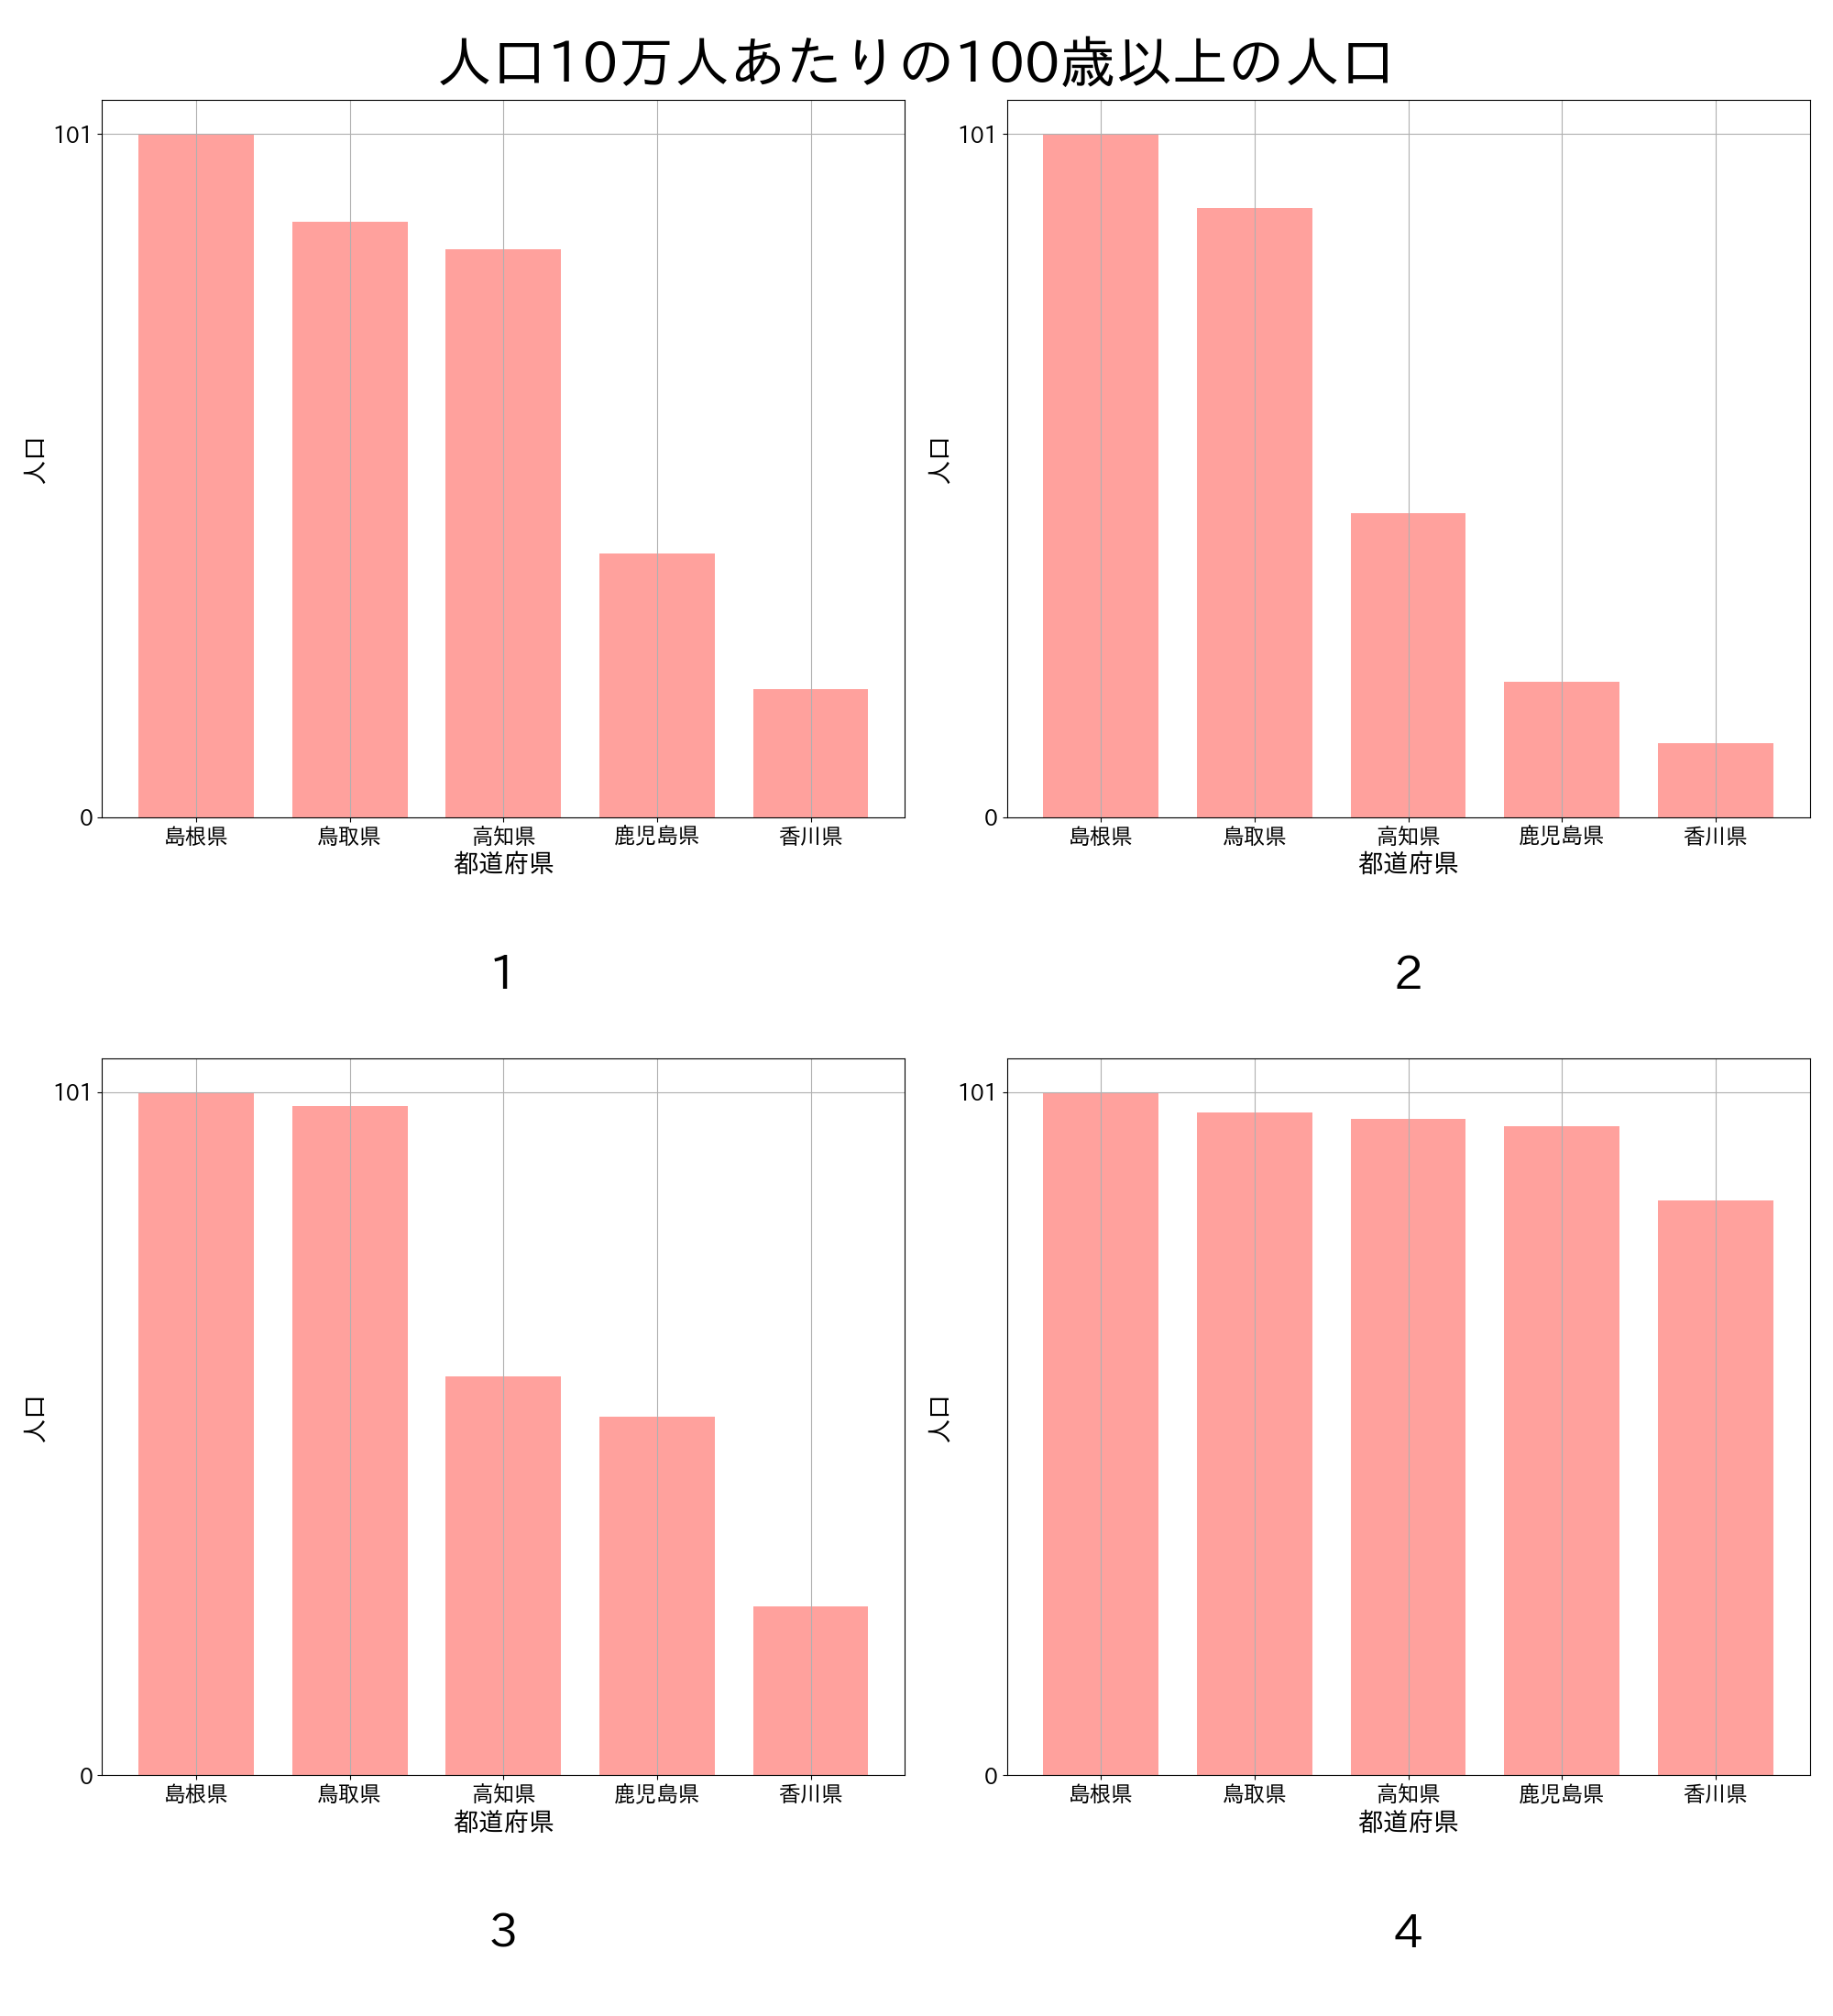 人口10万人あたりの100歳以上の人口
101
0
人口
島根県 鳥取県 高知県 鹿児島県 香川県
都道府県
1
101
0
人口
島根県 鳥取県 高知県 鹿児島県 香川県
都道府県
2
101
0
人口
島根県 鳥取県 高知県 鹿児島県 香川県
都道府県
3
101
0
人口
島根県 鳥取県 高知県 鹿児島県 香川県
都道府県
4